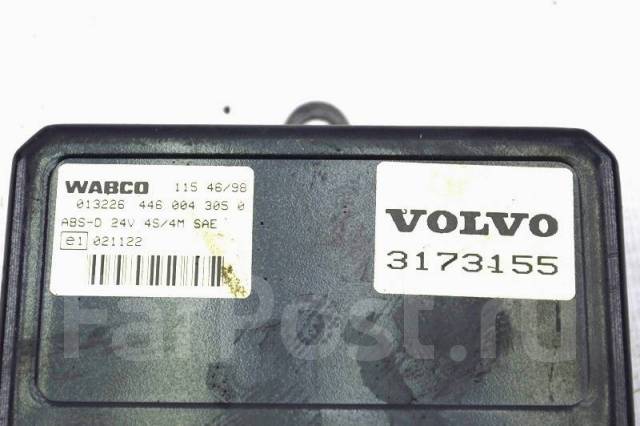 WABCO 115 46/98
013226 446 004 305 0
ABS-D 24V 4S/4M SAE
e1 021122
VOLVO
3173155
FarPost.ru